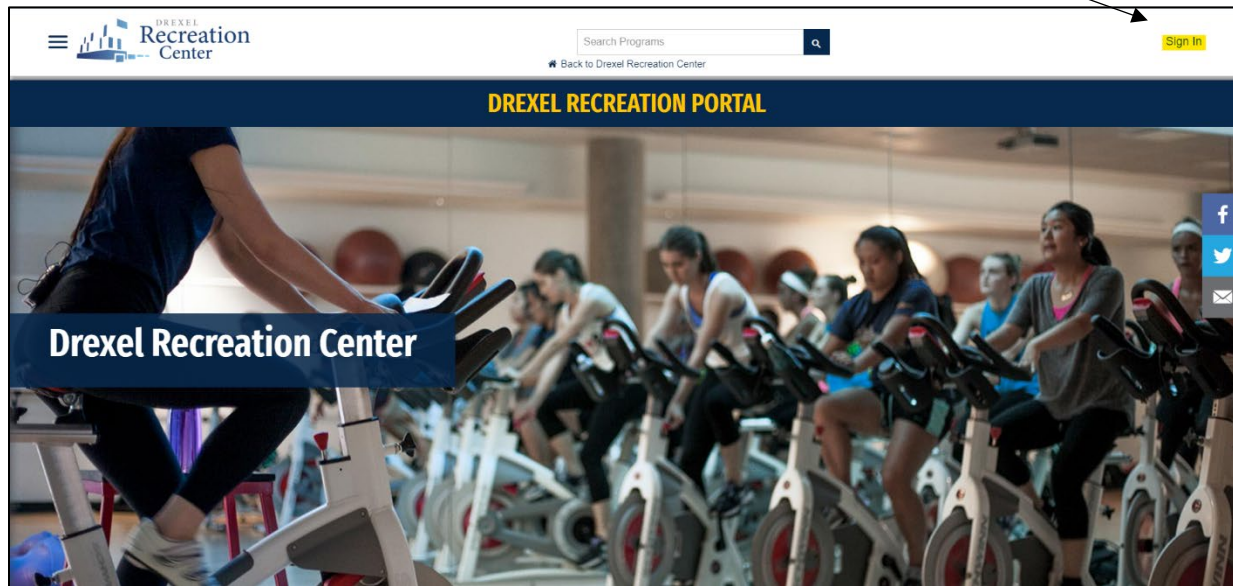 DREXEL
Recreation
Center
Search Programs
Sign In
Back to Drexel Recreation Center
DREXEL RECREATION PORTAL
f
Drexel Recreation Center